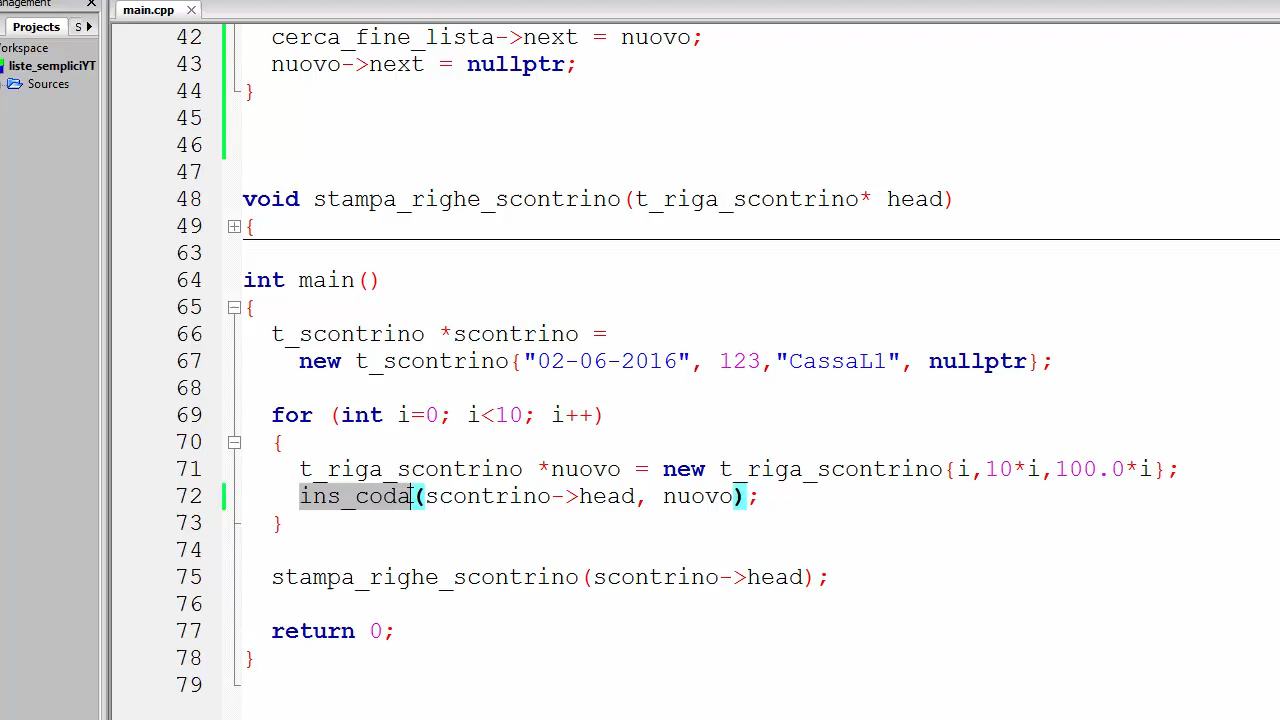 nagement
main.cpp
Projects S
orkspace
liste_sempliciYT
Sources
42 cerca_fine_lista->next = nuovo;
43 nuovo->next = nullptr;
44 }
45
46
47
48 void stampa_righe_scontrino(t_riga_scontrino* head)
49 {
63
64 int main()
65 {
66 t_scontrino *scontrino =
67 new t_scontrino{"02-06-2016", 123,"CassaL1", nullptr};
68
69 for (int i=0; i<10; i++)
70 {
71 t_riga_scontrino *nuovo = new t_riga_scontrino{i,10*i,100.0*i};
72 ins_coda(scontrino->head, nuovo);
73 }
74
75 stampa_righe_scontrino(scontrino->head);
76
77 return 0;
78 }
79